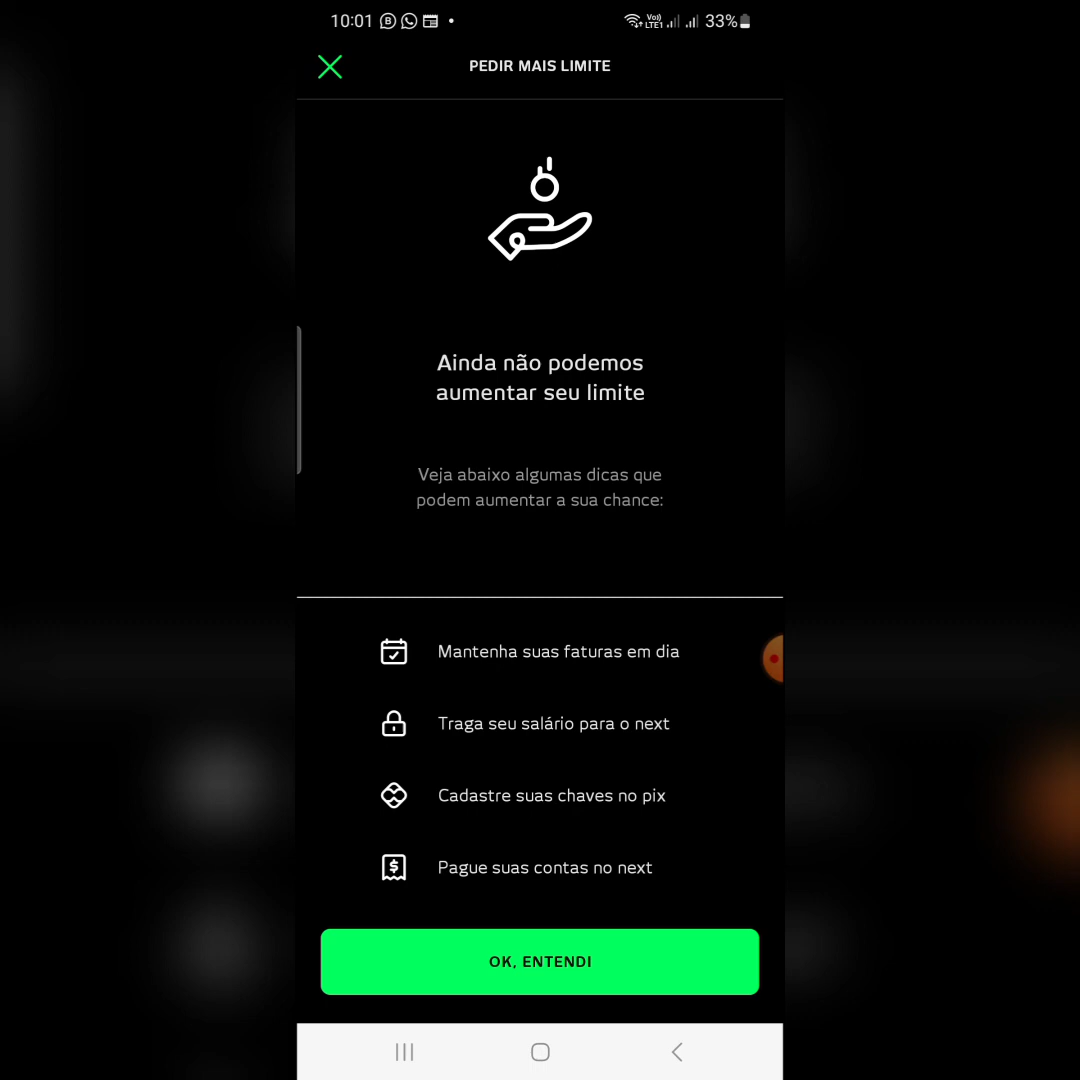 10:01
Vo))
LTE1
33%
PEDIR MAIS LIMITE
Ainda não podemos
aumentar seu limite
Veja abaixo algumas dicas que
podem aumentar a sua chance:
Mantenha suas faturas em dia
Traga seu salário para o next
Cadastre suas chaves no pix
Pague suas contas no next
OK, ENTENDI